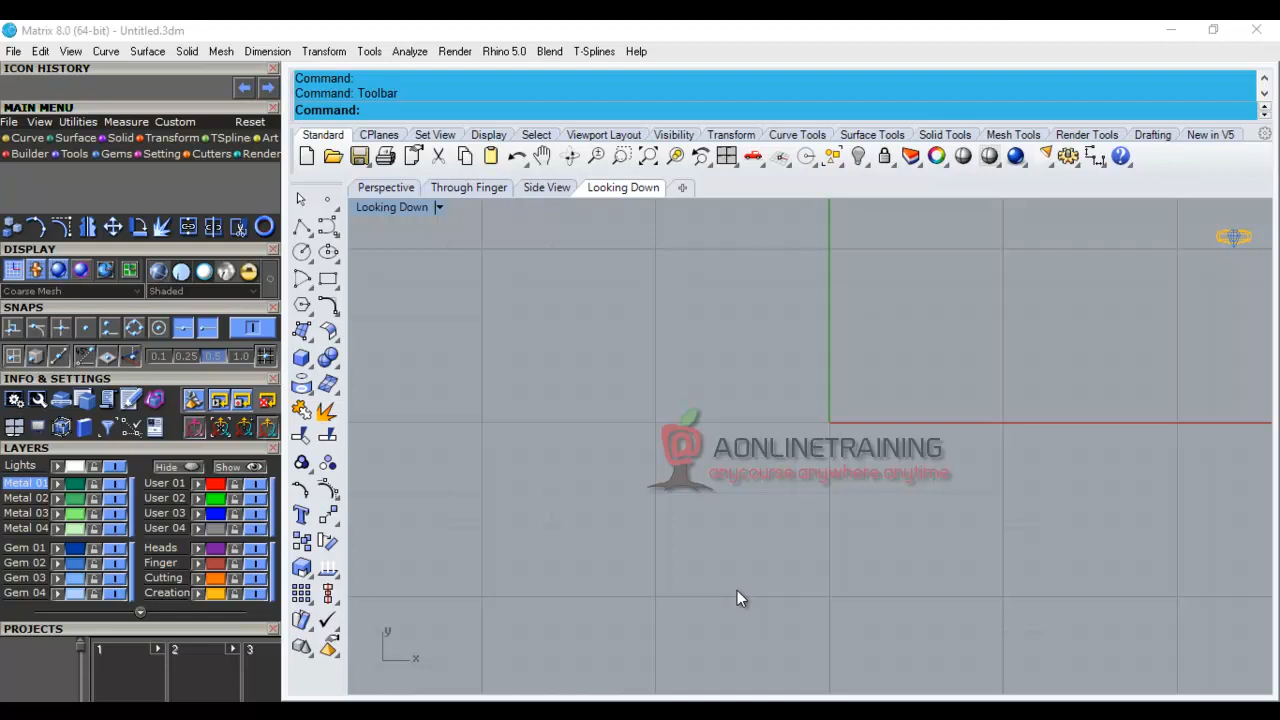 Matrix 8.0 (64-bit) - Untitled.3dm
File Edit View Curve Surface Solid Mesh Dimension Transform Tools Analyze Render Rhino 5.0 Blend T-Splines Help
ICON HISTORY
MAIN MENU
File View Utilities Measure Custom Reset
Curve Surface Solid Transform TSpline Art
Builder Tools Gems Setting Cutters Render
DISPLAY
Coarse Mesh Shaded
SNAPS
0.1 0.25 0.5 1.0
INFO & SETTINGS
LAYERS
Lights Hide Show
Metal 01 User 01
Metal 02 User 02
Metal 03 User 03
Metal 04 User 04
Gem 01 Heads
Gem 02 Finger
Gem 03 Cutting
Gem 04 Creation
PROJECTS
1 2 3
Command:
Command: Toolbar
Command:
Standard CPlanes Set View Display Select Viewport Layout Visibility Transform Curve Tools Surface Tools Solid Tools Mesh Tools Render Tools Drafting New in V5
Perspective Through Finger Side View Looking Down
Looking Down
AONLINETRAINING
anycourse anywhere anytime
y
x